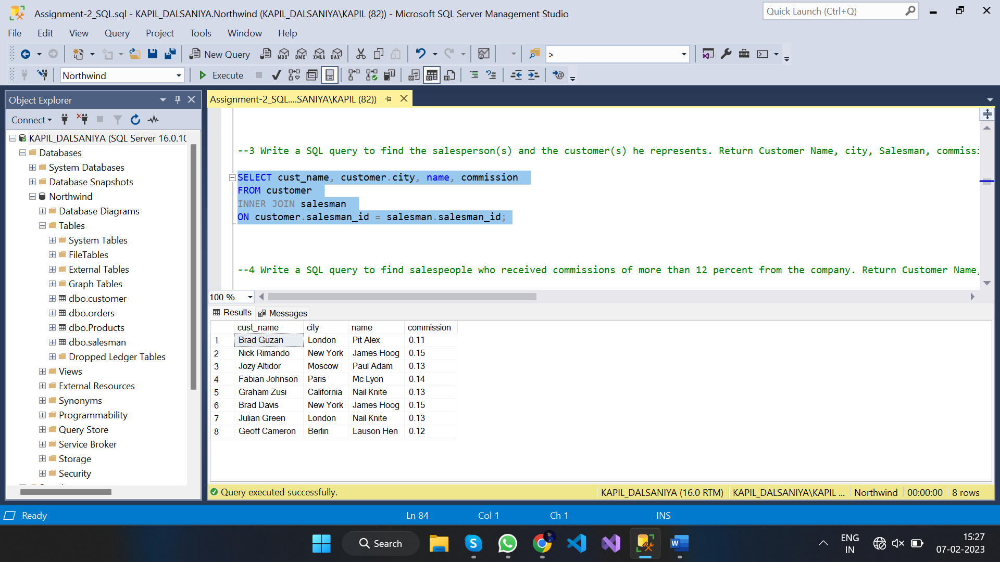 Assignment-2_SQL.sql - KAPIL_DALSANIYA.Northwind (KAPIL_DALSANIYA\KAPIL (82)) - Microsoft SQL Server Management Studio
Quick Launch (Ctrl+Q)
File Edit View Query Project Tools Window Help
New Query MDX DMX XMLA DAX >
Northwind Execute
Object Explorer
Assignment-2_SQL....SANIYA\KAPIL (82))
Connect
KAPIL_DALSANIYA (SQL Server 16.0.10
Databases
System Databases
Database Snapshots
Northwind
Database Diagrams
Tables
System Tables
FileTables
External Tables
Graph Tables
dbo.customer
dbo.orders
dbo.Products
dbo.salesman
Dropped Ledger Tables
Views
External Resources
Synonyms
Programmability
Query Store
Service Broker
Storage
Security
--3 Write a SQL query to find the salesperson(s) and the customer(s) he represents. Return Customer Name, city, Salesman, commissi
SELECT cust_name, customer.city, name, commission
FROM customer
INNER JOIN salesman
ON customer.salesman_id = salesman.salesman_id;
--4 Write a SQL query to find salespeople who received commissions of more than 12 percent from the company. Return Customer Name,
100 %
Results Messages
cust_name city name commission
1 Brad Guzan London Pit Alex 0.11
2 Nick Rimando New York James Hoog 0.15
3 Jozy Altidor Moscow Paul Adam 0.13
4 Fabian Johnson Paris Mc Lyon 0.14
5 Graham Zusi California Nail Knite 0.13
6 Brad Davis New York James Hoog 0.15
7 Julian Green London Nail Knite 0.13
8 Geoff Cameron Berlin Lauson Hen 0.12
Query executed successfully. KAPIL_DALSANIYA (16.0 RTM) KAPIL_DALSANIYA\KAPIL ... Northwind 00:00:00 8 rows
Ready Ln 84 Col 1 Ch 1 INS
Search
ENG
IN
15:27
07-02-2023